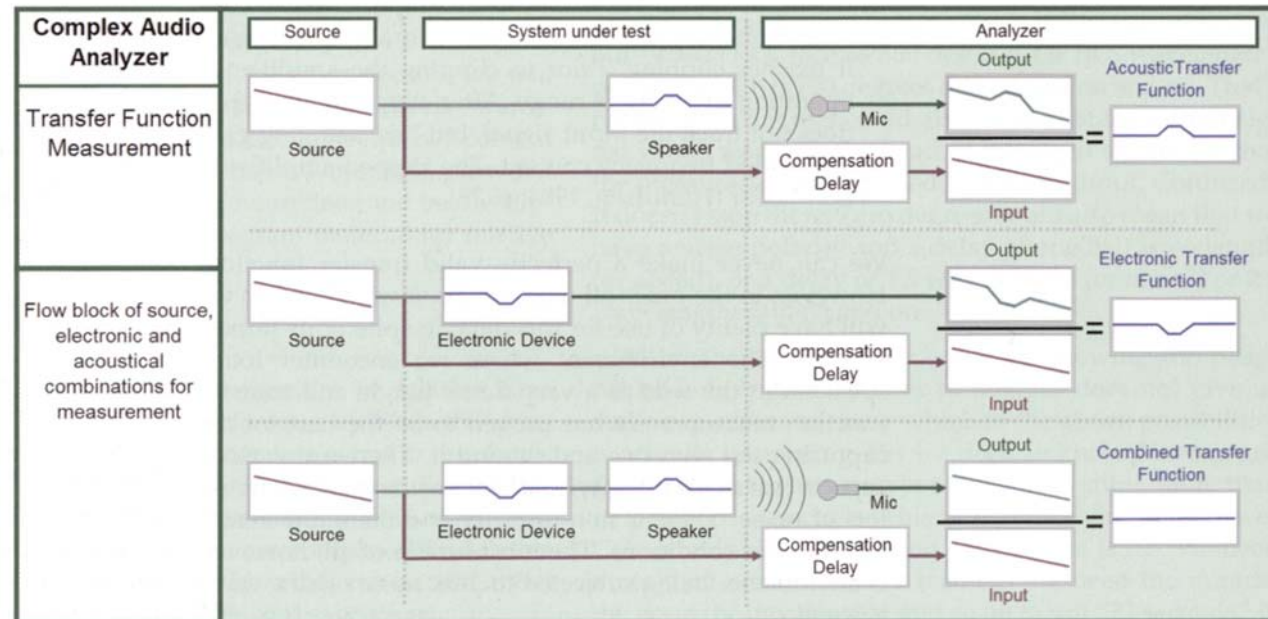 Complex Audio
Analyzer
Source
System under test
Analyzer
Transfer Function
Measurement
Source
Speaker
Mic
Output
Compensation
Delay
Input
=
AcousticTransfer
Function
Flow block of source,
electronic and
acoustical
combinations for
measurement
Source
Electronic Device
Output
Compensation
Delay
Input
=
Electronic Transfer
Function
Source
Electronic Device
Speaker
Mic
Output
Compensation
Delay
Input
=
Combined Transfer
Function